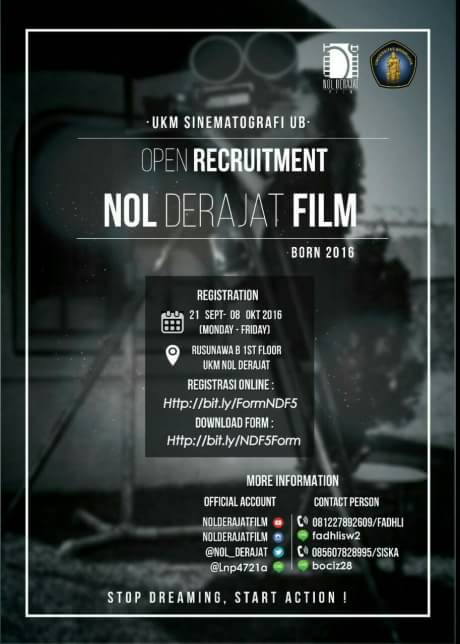 NOL DERAJAT
FILM
·UKM SINEMATOGRAFI UB·
OPEN RECRUITMENT
NOL DERAJAT FILM
·BORN 2016
REGISTRATION
21 SEPT- 08 OKT 2016
(MONDAY - FRIDAY)
RUSUNAWA B 1ST FLOOR
UKM NOL DERAJAT
REGISTRASI ONLINE :
Http://bit.ly/FormNDF5
DOWNLOAD FORM :
Http://bit.ly/NDF5Form
MORE INFORMATION
OFFICIAL ACCOUNT
NOLDERAJATFILM
NOLDERAJATFILM
@NOL_DERAJAT
@Lnp4721a
CONTACT PERSON
081227892609/FADHLI
fadhlisw2
085607828995/SISKA
bociz28
STOP DREAMING, START ACTION !